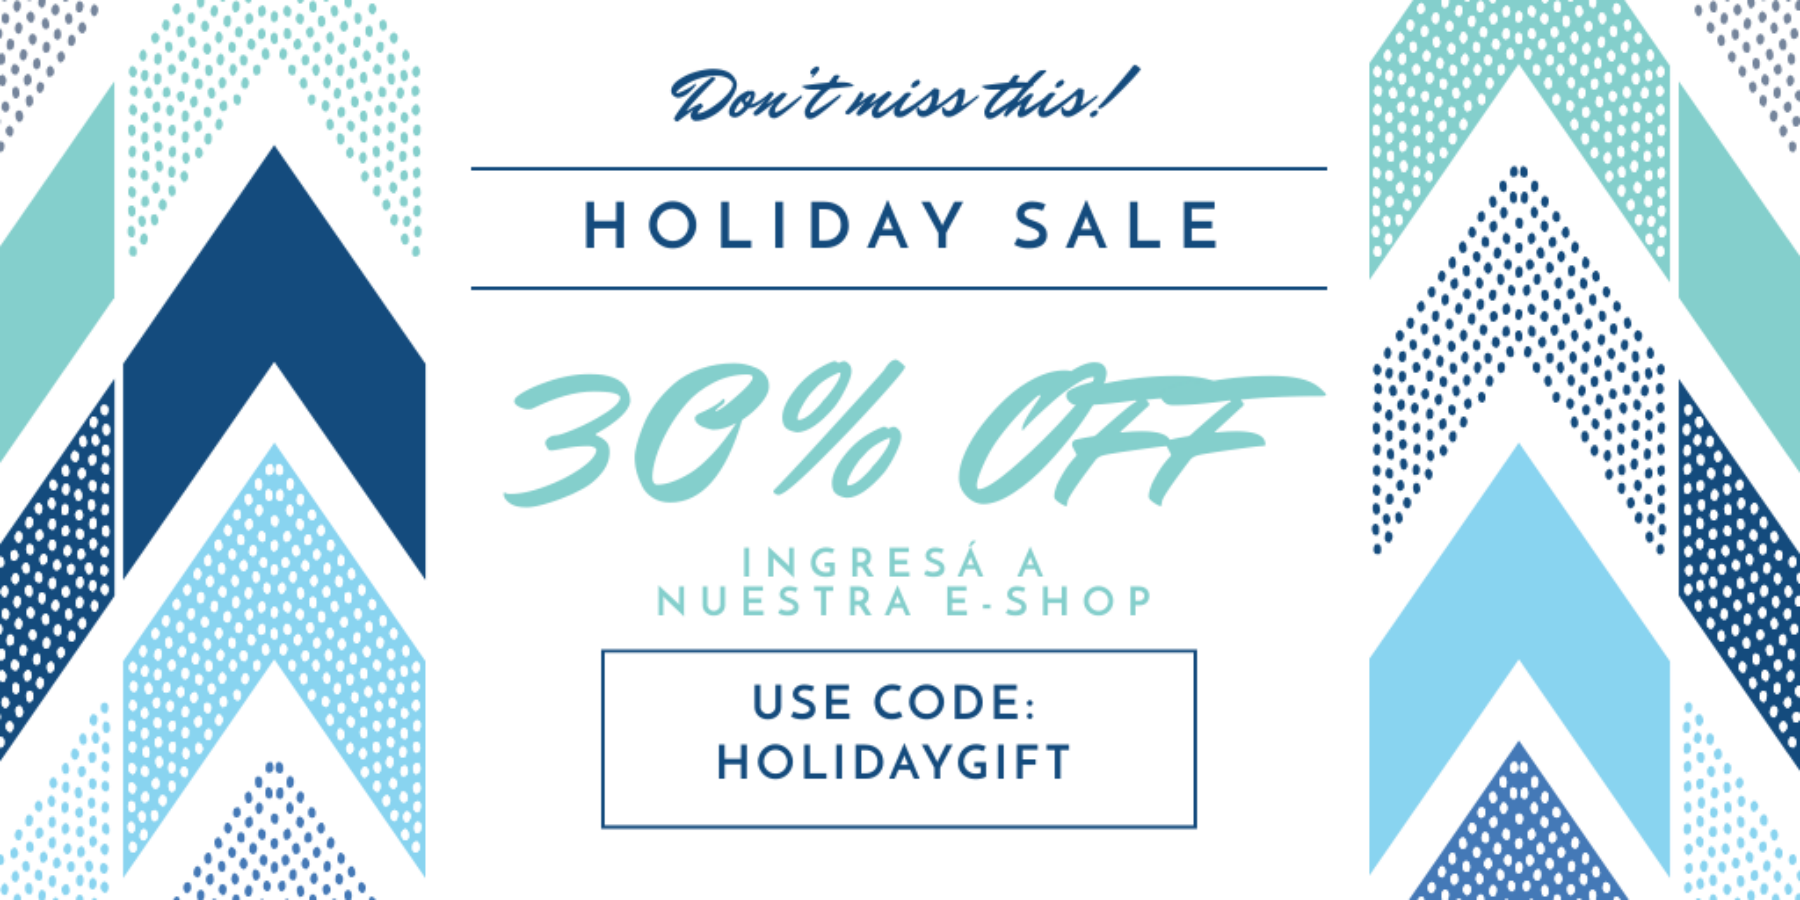 Don't miss this!
HOLIDAY SALE
30% OFF
INGRESÁ A
NUESTRA E-SHOP
USE CODE:
HOLIDAYGIFT